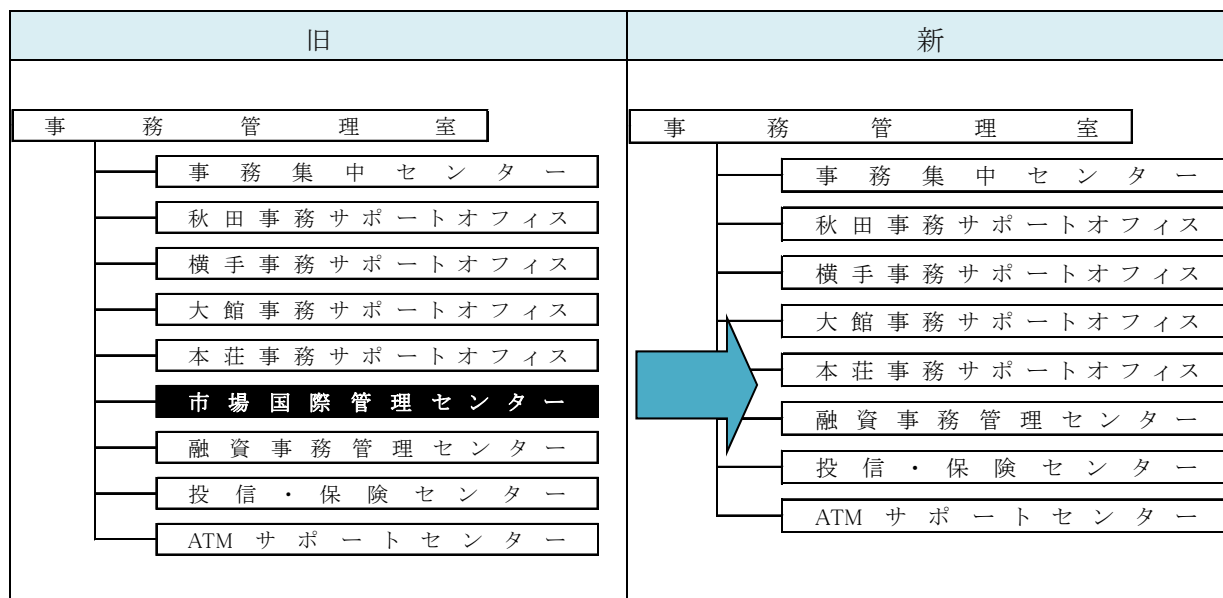 旧
事務管理室
事務集中センター
秋田事務サポートオフィス
横手事務サポートオフィス
大館事務サポートオフィス
本荘事務サポートオフィス
市場国際管理センター
融資事務管理センター
投信・保険センター
ATMサポートセンター
新
事務管理室
事務集中センター
秋田事務サポートオフィス
横手事務サポートオフィス
大館事務サポートオフィス
本荘事務サポートオフィス
融資事務管理センター
投信・保険センター
ATMサポートセンター